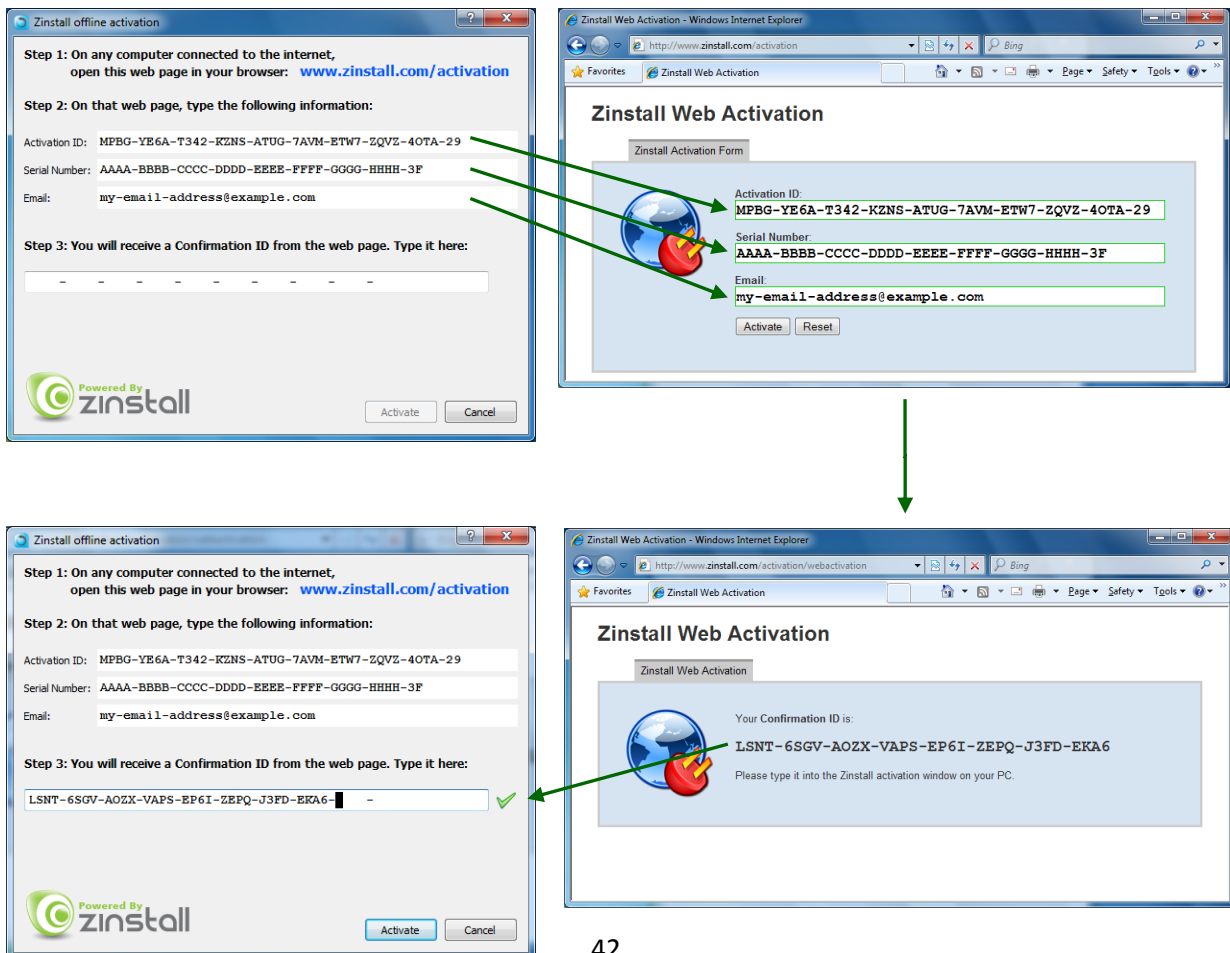 Zinstall offline activation
Step 1: On any computer connected to the internet,
open this web page in your browser: www.zinstall.com/activation
Step 2: On that web page, type the following information:
Activation ID: MPBG-YE6A-T342-KZNS-ATUG-7AVM-ETW7-ZQVZ-4OTA-29
Serial Number: AAAA-BBBB-CCCC-DDDD-EEEE-FFFF-GGGG-HHHH-3F
Email: my-email-address@example.com
Step 3: You will receive a Confirmation ID from the web page. Type it here:
- - - - - - - - -
Powered By
zinstall
Activate Cancel
Zinstall Web Activation - Windows Internet Explorer
http://www.zinstall.com/activation Bing
Favorites Zinstall Web Activation Page Safety Tools
Zinstall Web Activation
Zinstall Activation Form
Activation ID:
MPBG-YE6A-T342-KZNS-ATUG-7AVM-ETW7-ZQVZ-4OTA-29
Serial Number:
AAAA-BBBB-CCCC-DDDD-EEEE-FFFF-GGGG-HHHH-3F
Email:
my-email-address@example.com
Activate Reset
Zinstall offline activation
Step 1: On any computer connected to the internet,
open this web page in your browser: www.zinstall.com/activation
Step 2: On that web page, type the following information:
Activation ID: MPBG-YE6A-T342-KZNS-ATUG-7AVM-ETW7-ZQVZ-4OTA-29
Serial Number: AAAA-BBBB-CCCC-DDDD-EEEE-FFFF-GGGG-HHHH-3F
Email: my-email-address@example.com
Step 3: You will receive a Confirmation ID from the web page. Type it here:
LSNT-6SGV-AOZX-VAPS-EP6I-ZEPQ-J3FD-EKA6- -
Powered By
zinstall
Activate Cancel
Zinstall Web Activation - Windows Internet Explorer
http://www.zinstall.com/activation/webactivation Bing
Favorites Zinstall Web Activation Page Safety Tools
Zinstall Web Activation
Zinstall Web Activation
Your Confirmation ID is:
LSNT-6SGV-AOZX-VAPS-EP6I-ZEPQ-J3FD-EKA6
Please type it into the Zinstall activation window on your PC.
42